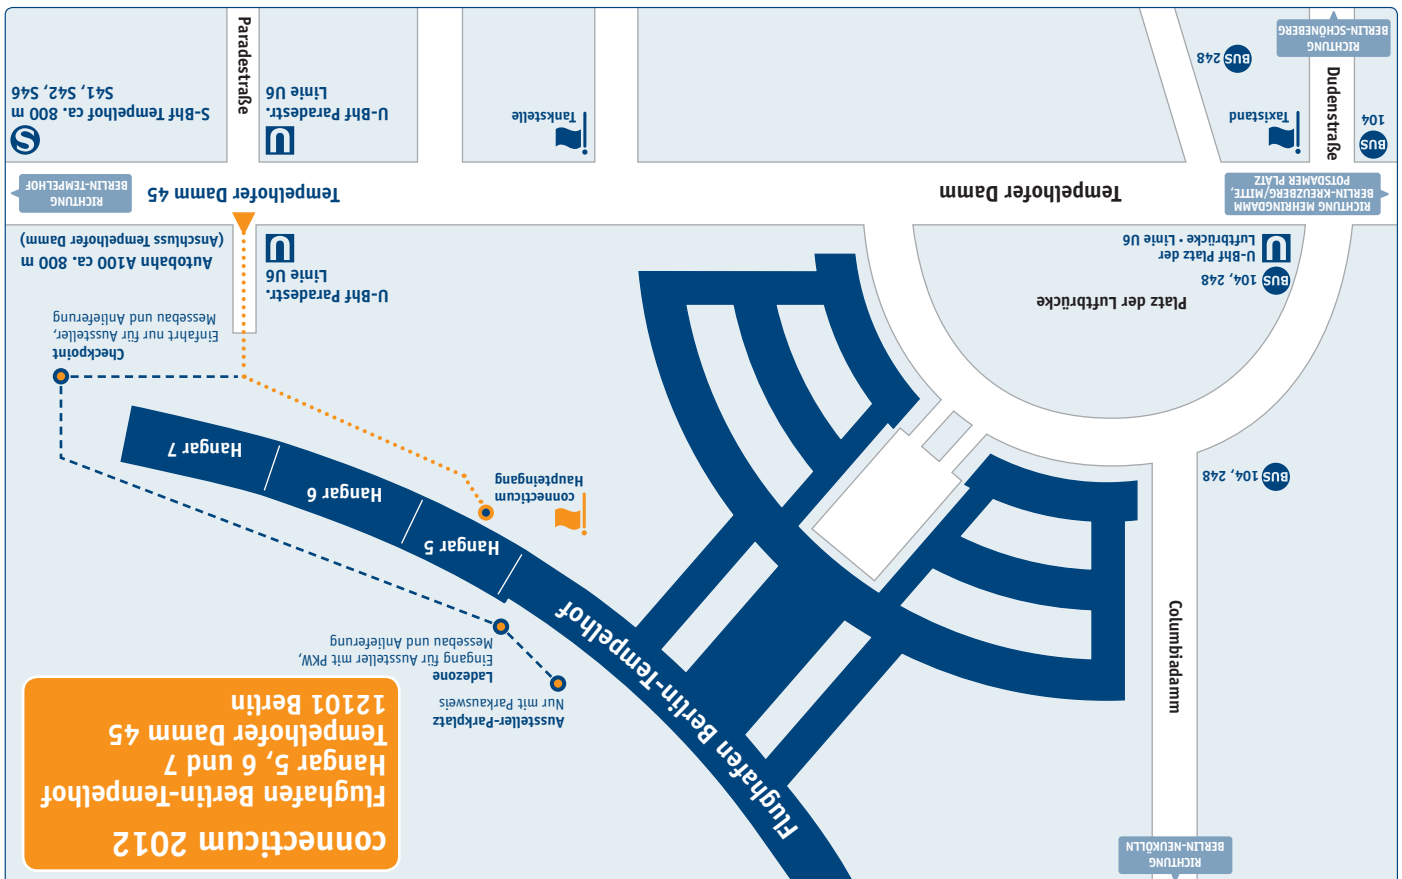 connecticum 2012
Flughafen Berlin-Tempelhof
Hangar 5, 6 und 7
Tempelhofer Damm 45
12101 Berlin
RICHTUNG
BERLIN-NEUKÖLLN
Columbiadamm
Flughafen Berlin-Tempelhof
Aussteller-Parkplatz
Nur mit Parkausweis
Ladezone
Eingang für Aussteller mit PKW,
Messebau und Anlieferung
Hangar 5
Hangar 6
Hangar 7
connecticum
Haupteingang
BUS 104, 248
Checkpoint
Einfahrt nur für Aussteller,
Messebau und Anlieferung
Platz der Luftbrücke
BUS 104, 248
U-Bhf Platz der
Luftbrücke • Linie U6
U
U-Bhf Paradestr.
Linie U6
U
Autobahn A100 ca. 800 m
(Anschluss Tempelhofer Damm)
RICHTUNG MEHRINGDAMM
BERLIN-KREUZBERG/MITTE,
POTSDAMER PLATZ
Tempelhofer Damm
Tempelhofer Damm 45
RICHTUNG
BERLIN-TEMPELHOF
BUS
104
Dudenstraße
Taxistand
BUS 248
RICHTUNG
BERLIN-SCHÖNEBERG
Tankstelle
U
U-Bhf Paradestr.
Linie U6
Paradestraße
S
S-Bhf Tempelhof ca. 800 m
S41, S42, S46